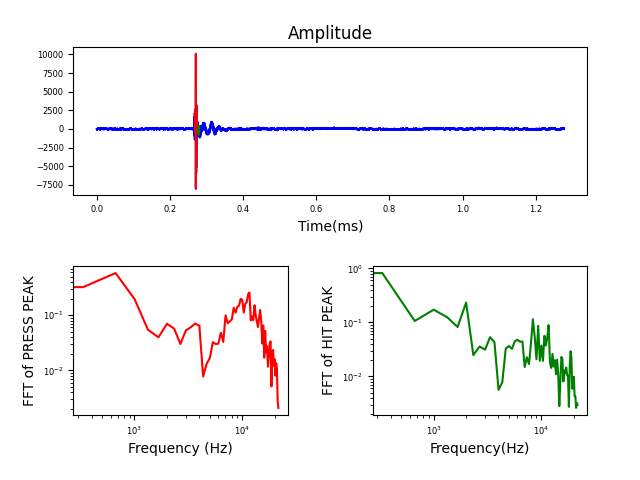 Amplitude
10000
7500
5000
2500
0
−2500
−5000
−7500
0.0 0.2 0.4 0.6 0.8 1.0 1.2
Time(ms)
FFT of PRESS PEAK
10⁻¹
10⁻²
10³ 10⁴
Frequency (Hz)
FFT of HIT PEAK
10⁰
10⁻¹
10⁻²
10³ 10⁴
Frequency(Hz)